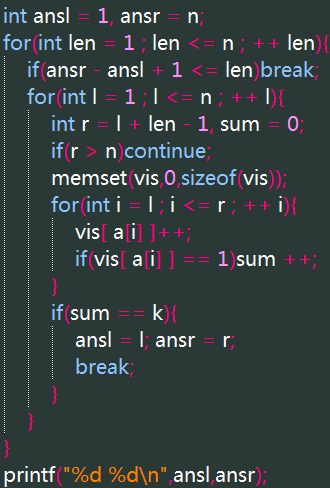 int ansl = 1, ansr = n;
for(int len = 1 ; len <= n ; ++ len){
if(ansr - ansl + 1 <= len)break;
for(int l = 1 ; l <= n ; ++ l){
int r = l + len - 1, sum = 0;
if(r > n)continue;
memset(vis,0,sizeof(vis));
for(int i = l ; i <= r ; ++ i){
vis[ a[i] ]++;
if(vis[ a[i] ] == 1)sum ++;
}
if(sum == k){
ansl = l; ansr = r;
break;
}
}
}
printf("%d %d\n",ansl,ansr);